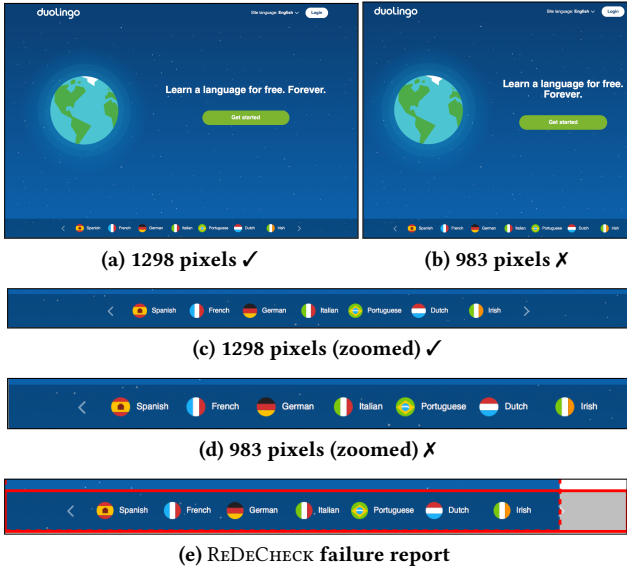 duolingo Site language: English Login
Learn a language for free. Forever.
Get started
Spanish French German Italian Portuguese Dutch Irish
(a) 1298 pixels ✓
duolingo Site language: English Login
Learn a language for free.
Forever.
Get started
Spanish French German Italian Portuguese Dutch Irish
(b) 983 pixels ✗
Spanish French German Italian Portuguese Dutch Irish
(c) 1298 pixels (zoomed) ✓
Spanish French German Italian Portuguese Dutch Irish
(d) 983 pixels (zoomed) ✗
Spanish French German Italian Portuguese Dutch Irish
(e) REDECHECK failure report